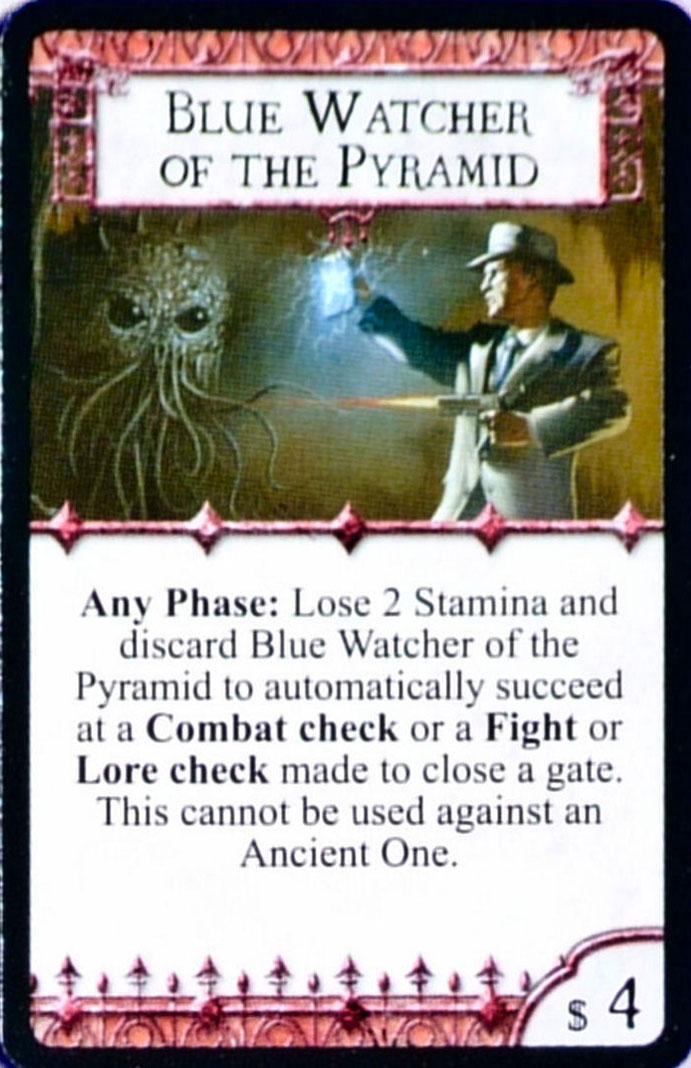 BLUE WATCHER
OF THE PYRAMID
Any Phase: Lose 2 Stamina and
discard Blue Watcher of the
Pyramid to automatically succeed
at a Combat check or a Fight or
Lore check made to close a gate.
This cannot be used against an
Ancient One.
$ 4